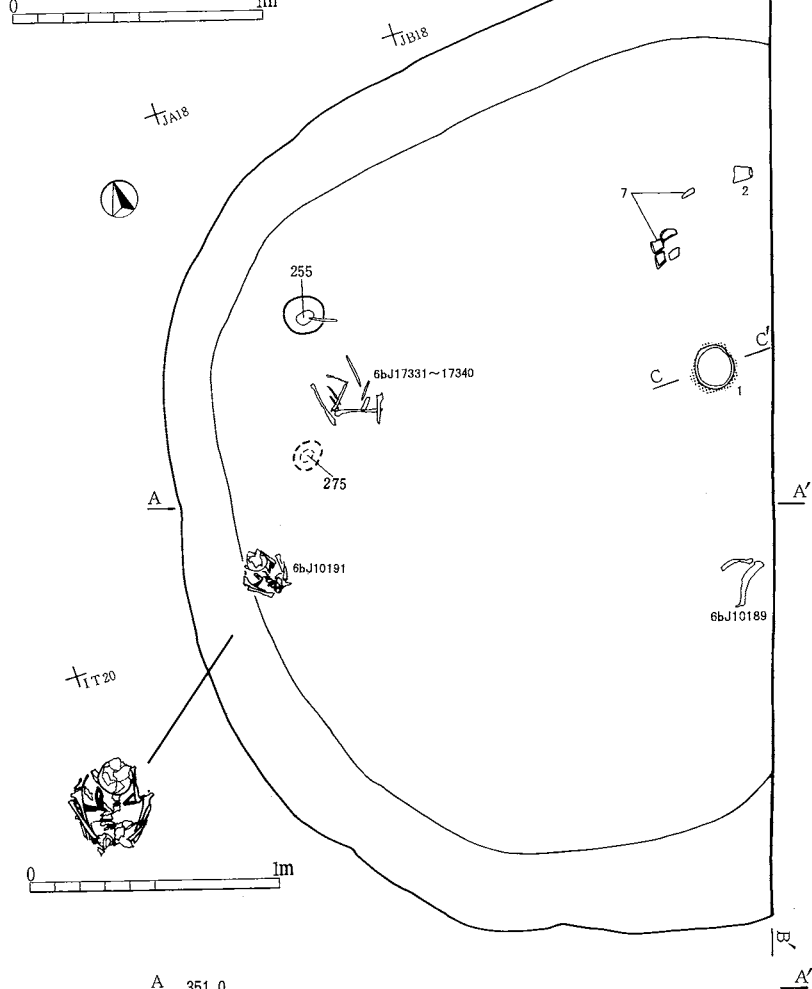 0 1m
JB18
JA18
7
2
255
6bJ17331〜17340
C C′
1
275
A A′
6bJ10191
6bJ10189
IT20
0 1m
B′
A 351.0 A′